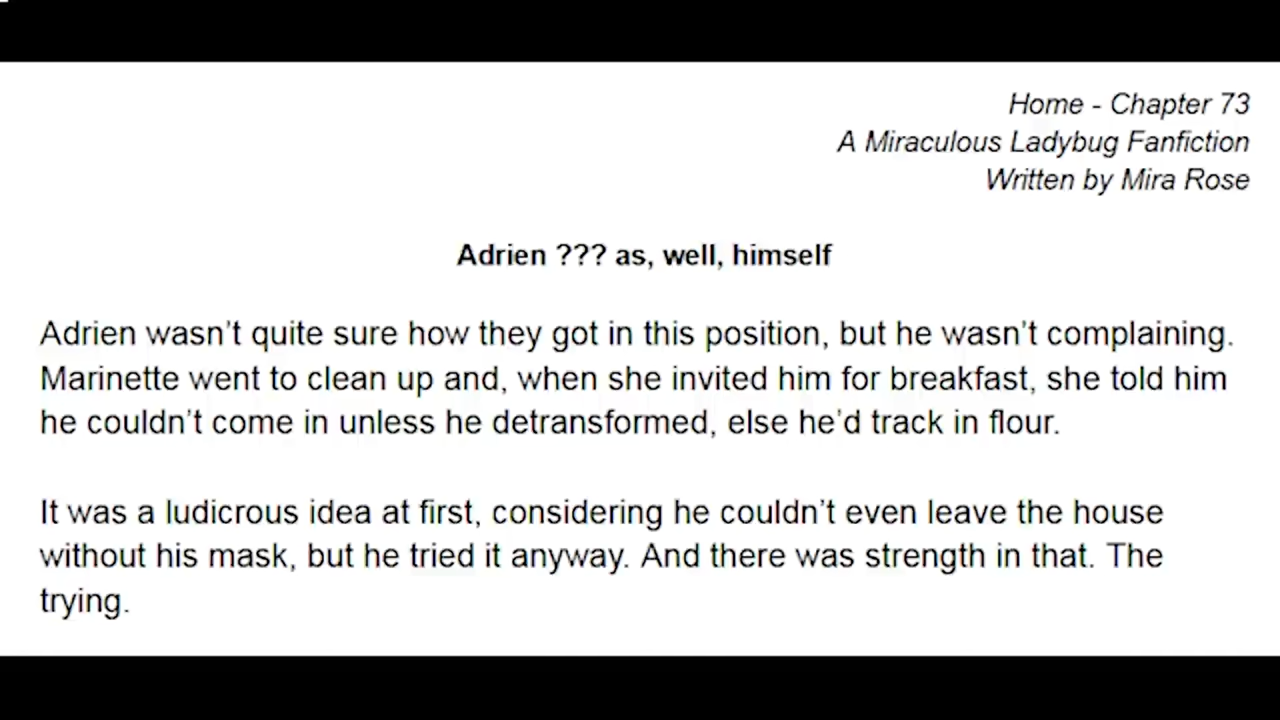 Home - Chapter 73
A Miraculous Ladybug Fanfiction
Written by Mira Rose
Adrien ??? as, well, himself
Adrien wasn’t quite sure how they got in this position, but he wasn’t complaining.
Marinette went to clean up and, when she invited him for breakfast, she told him
he couldn’t come in unless he detransformed, else he’d track in flour.
It was a ludicrous idea at first, considering he couldn’t even leave the house
without his mask, but he tried it anyway. And there was strength in that. The
trying.